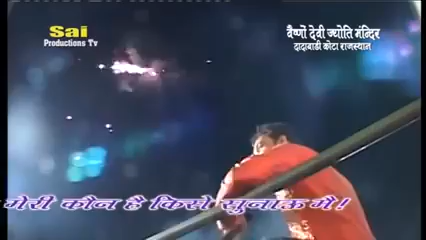 Sai
Productions Tv
वैष्णों देवी ज्योति मंन्दिर
दादाबाडी कोटा राजस्थान
मेरी कौन है किसे सुनाऊ मै!